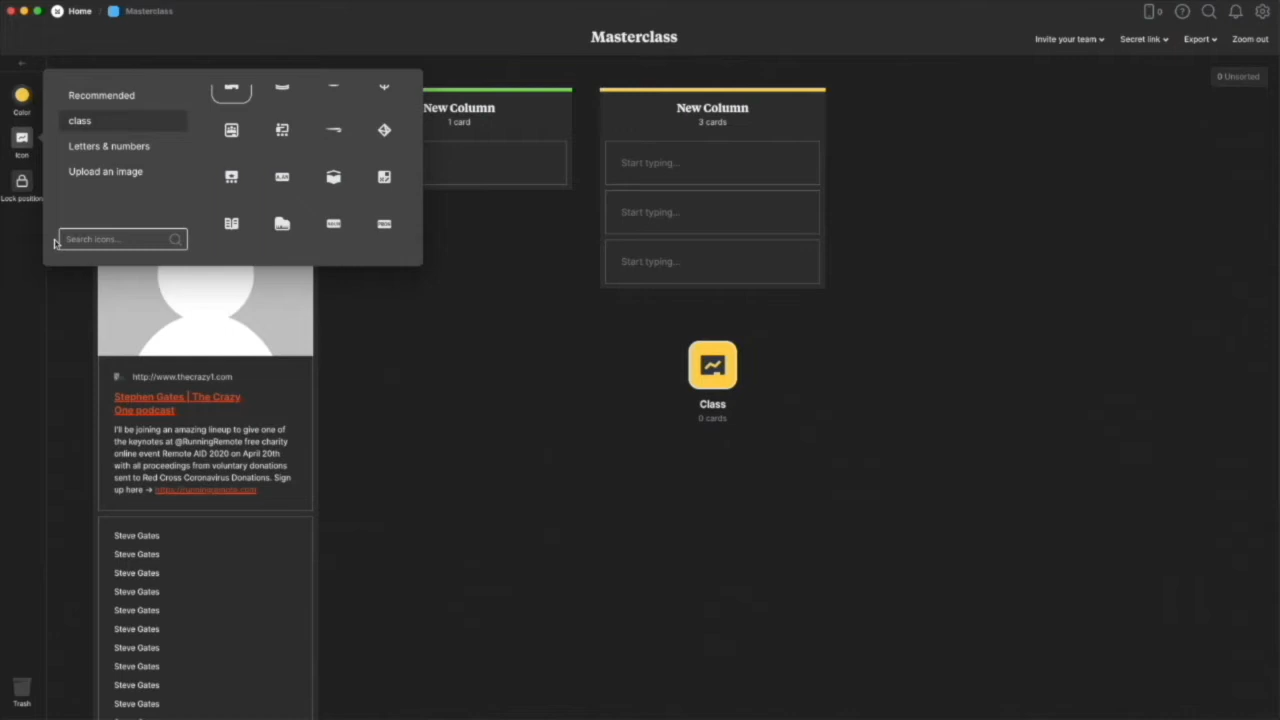 Home / Masterclass
0
Masterclass
Invite your team
Secret link
Export
Zoom out
0 Unsorted
Color
Icon
Lock position
Recommended
class
Letters & numbers
Upload an image
Search icons...
New Column
1 card
New Column
3 cards
Start typing...
Start typing...
Start typing...
Class
0 cards
http://www.thecrazy1.com
Stephen Gates | The Crazy
One podcast
I'll be joining an amazing lineup to give one of
the keynotes at @RunningRemote free charity
online event Remote AID 2020 on April 20th
with all proceedings from voluntary donations
sent to Red Cross Coronavirus Donations. Sign
up here → https://runningremote.com
Steve Gates
Steve Gates
Steve Gates
Steve Gates
Steve Gates
Steve Gates
Steve Gates
Steve Gates
Steve Gates
Steve Gates
Trash